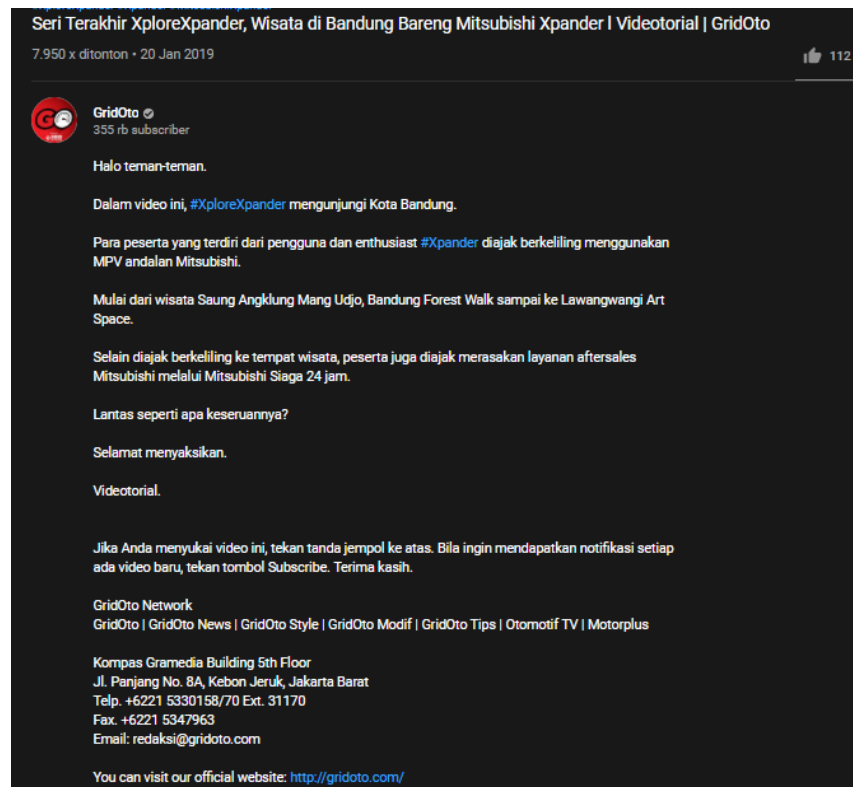 Seri Terakhir XploreXpander, Wisata di Bandung Bareng Mitsubishi Xpander l Videotorial | GridOto
7.950 x ditonton • 20 Jan 2019
112
GridOto
355 rb subscriber
Halo teman-teman.
Dalam video ini, #XploreXpander mengunjungi Kota Bandung.
Para peserta yang terdiri dari pengguna dan enthusiast #Xpander diajak berkeliling menggunakan
MPV andalan Mitsubishi.
Mulai dari wisata Saung Angklung Mang Udjo, Bandung Forest Walk sampai ke Lawangwangi Art
Space.
Selain diajak berkeliling ke tempat wisata, peserta juga diajak merasakan layanan aftersales
Mitsubishi melalui Mitsubishi Siaga 24 jam.
Lantas seperti apa keseruannya?
Selamat menyaksikan.
Videotorial.
Jika Anda menyukai video ini, tekan tanda jempol ke atas. Bila ingin mendapatkan notifikasi setiap
ada video baru, tekan tombol Subscribe. Terima kasih.
GridOto Network
GridOto | GridOto News | GridOto Style | GridOto Modif | GridOto Tips | Otomotif TV | Motorplus
Kompas Gramedia Building 5th Floor
Jl. Panjang No. 8A, Kebon Jeruk, Jakarta Barat
Telp. +6221 5330158/70 Ext. 31170
Fax. +6221 5347963
Email: redaksi@gridoto.com
You can visit our official website: http://gridoto.com/